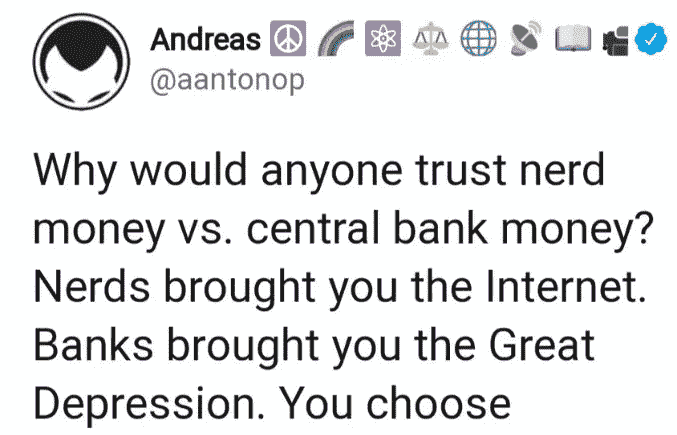 Andreas
@aantonop
Why would anyone trust nerd
money vs. central bank money?
Nerds brought you the Internet.
Banks brought you the Great
Depression. You choose